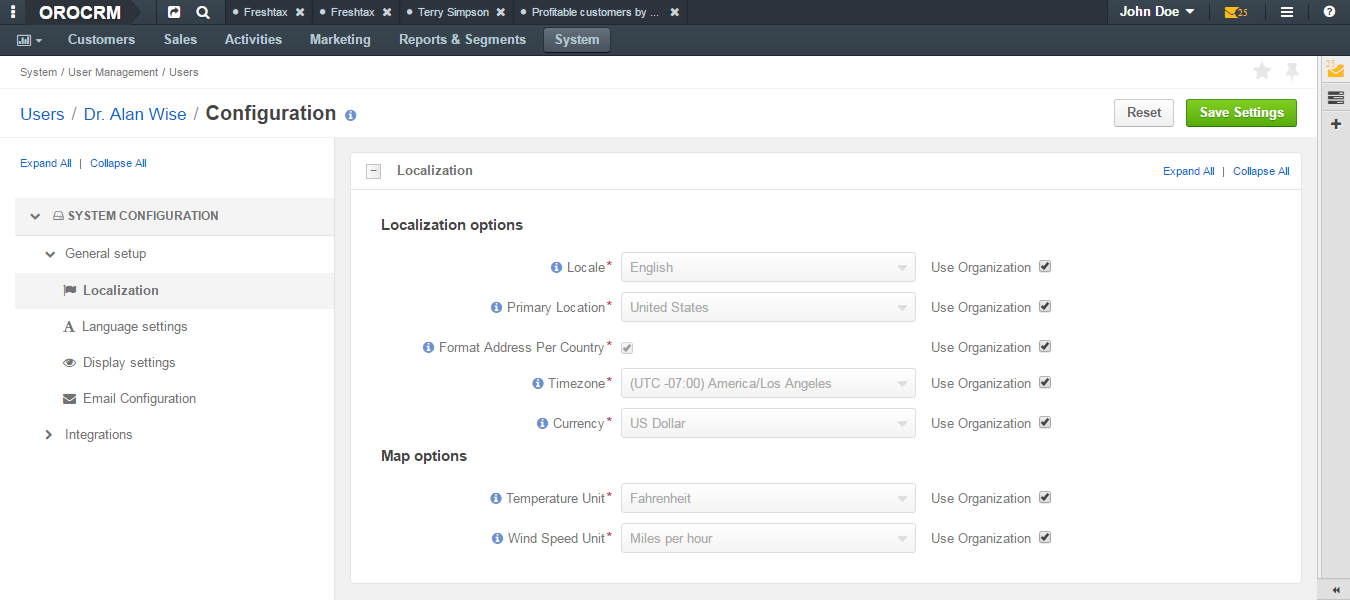 OROCRM Freshtax Freshtax Terry Simpson Profitable customers by ... John Doe 25
Customers Sales Activities Marketing Reports & Segments System
System / User Management / Users
25
Users / Dr. Alan Wise / Configuration
Reset Save Settings
Expand All | Collapse All
SYSTEM CONFIGURATION
General setup
Localization
Language settings
Display settings
Email Configuration
Integrations
Localization Expand All | Collapse All
Localization options
Locale* English Use Organization
Primary Location* United States Use Organization
Format Address Per Country* Use Organization
Timezone* (UTC -07:00) America/Los Angeles Use Organization
Currency* US Dollar Use Organization
Map options
Temperature Unit* Fahrenheit Use Organization
Wind Speed Unit* Miles per hour Use Organization